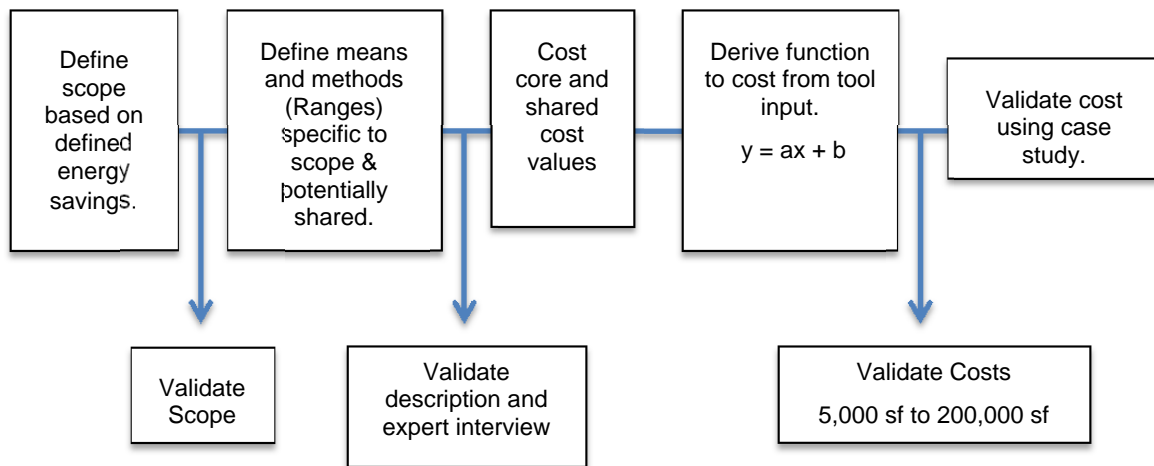 Define
scope
based on
defined
energy
savings.
Define means
and methods
(Ranges)
specific to
scope &
potentially
shared.
Cost
core and
shared
cost
values
Derive function
to cost from tool
input.
y = ax + b
Validate cost
using case
study.
Validate
Scope
Validate
description and
expert interview
Validate Costs
5,000 sf to 200,000 sf